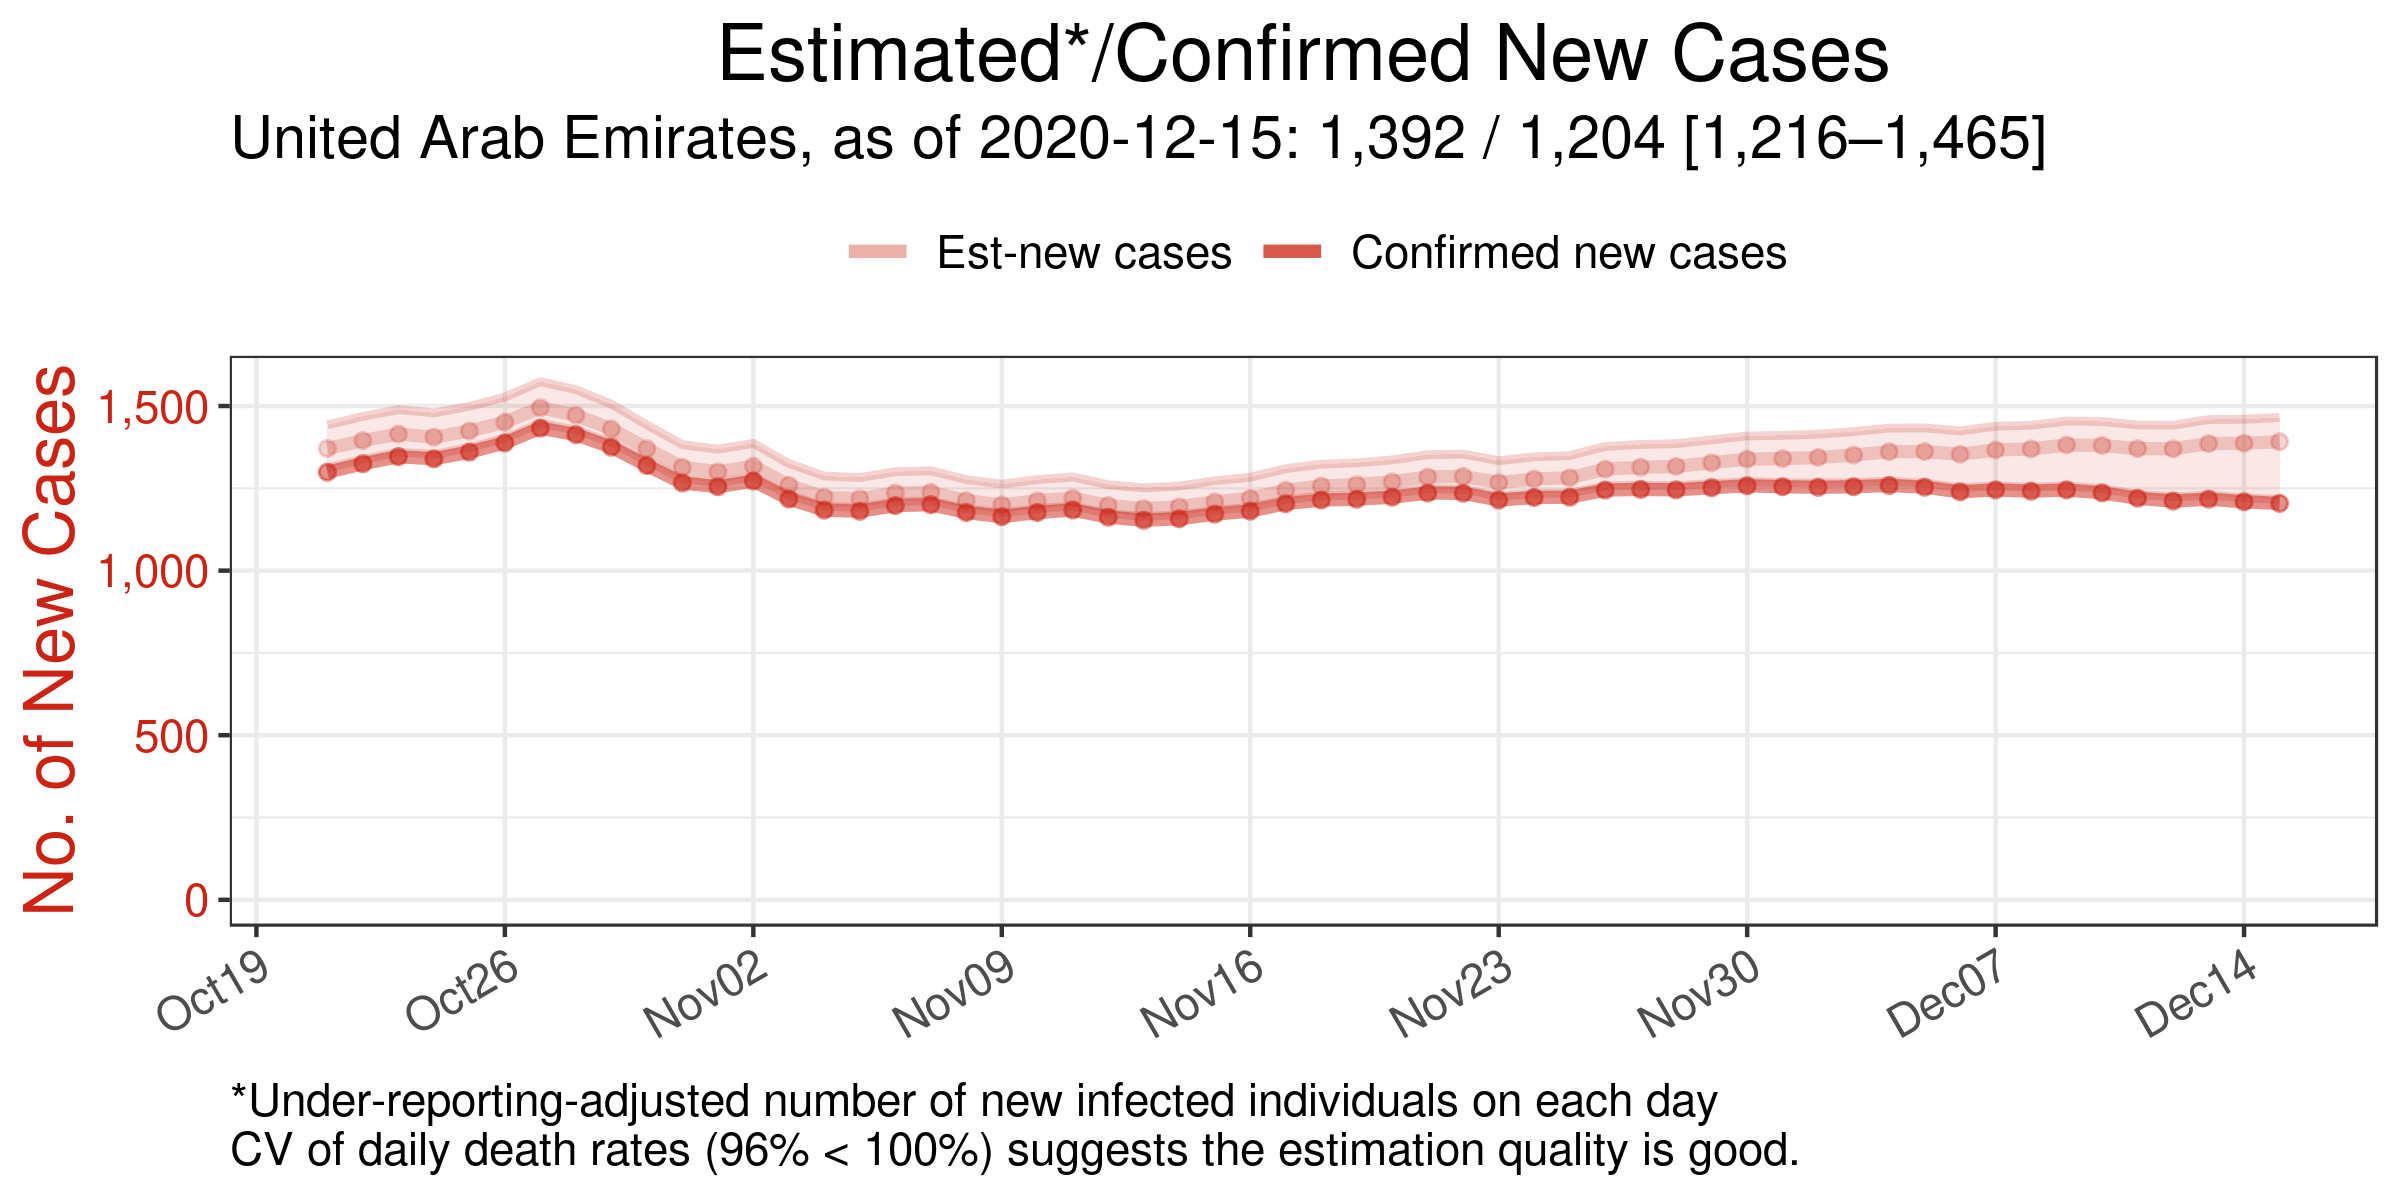 Estimated*/Confirmed New Cases
United Arab Emirates, as of 2020-12-15: 1,392 / 1,204 [1,216–1,465]
Est-new cases
Confirmed new cases
No. of New Cases
1,500
1,000
500
0
Oct19
Oct26
Nov02
Nov09
Nov16
Nov23
Nov30
Dec07
Dec14
*Under-reporting-adjusted number of new infected individuals on each day
CV of daily death rates (96% < 100%) suggests the estimation quality is good.